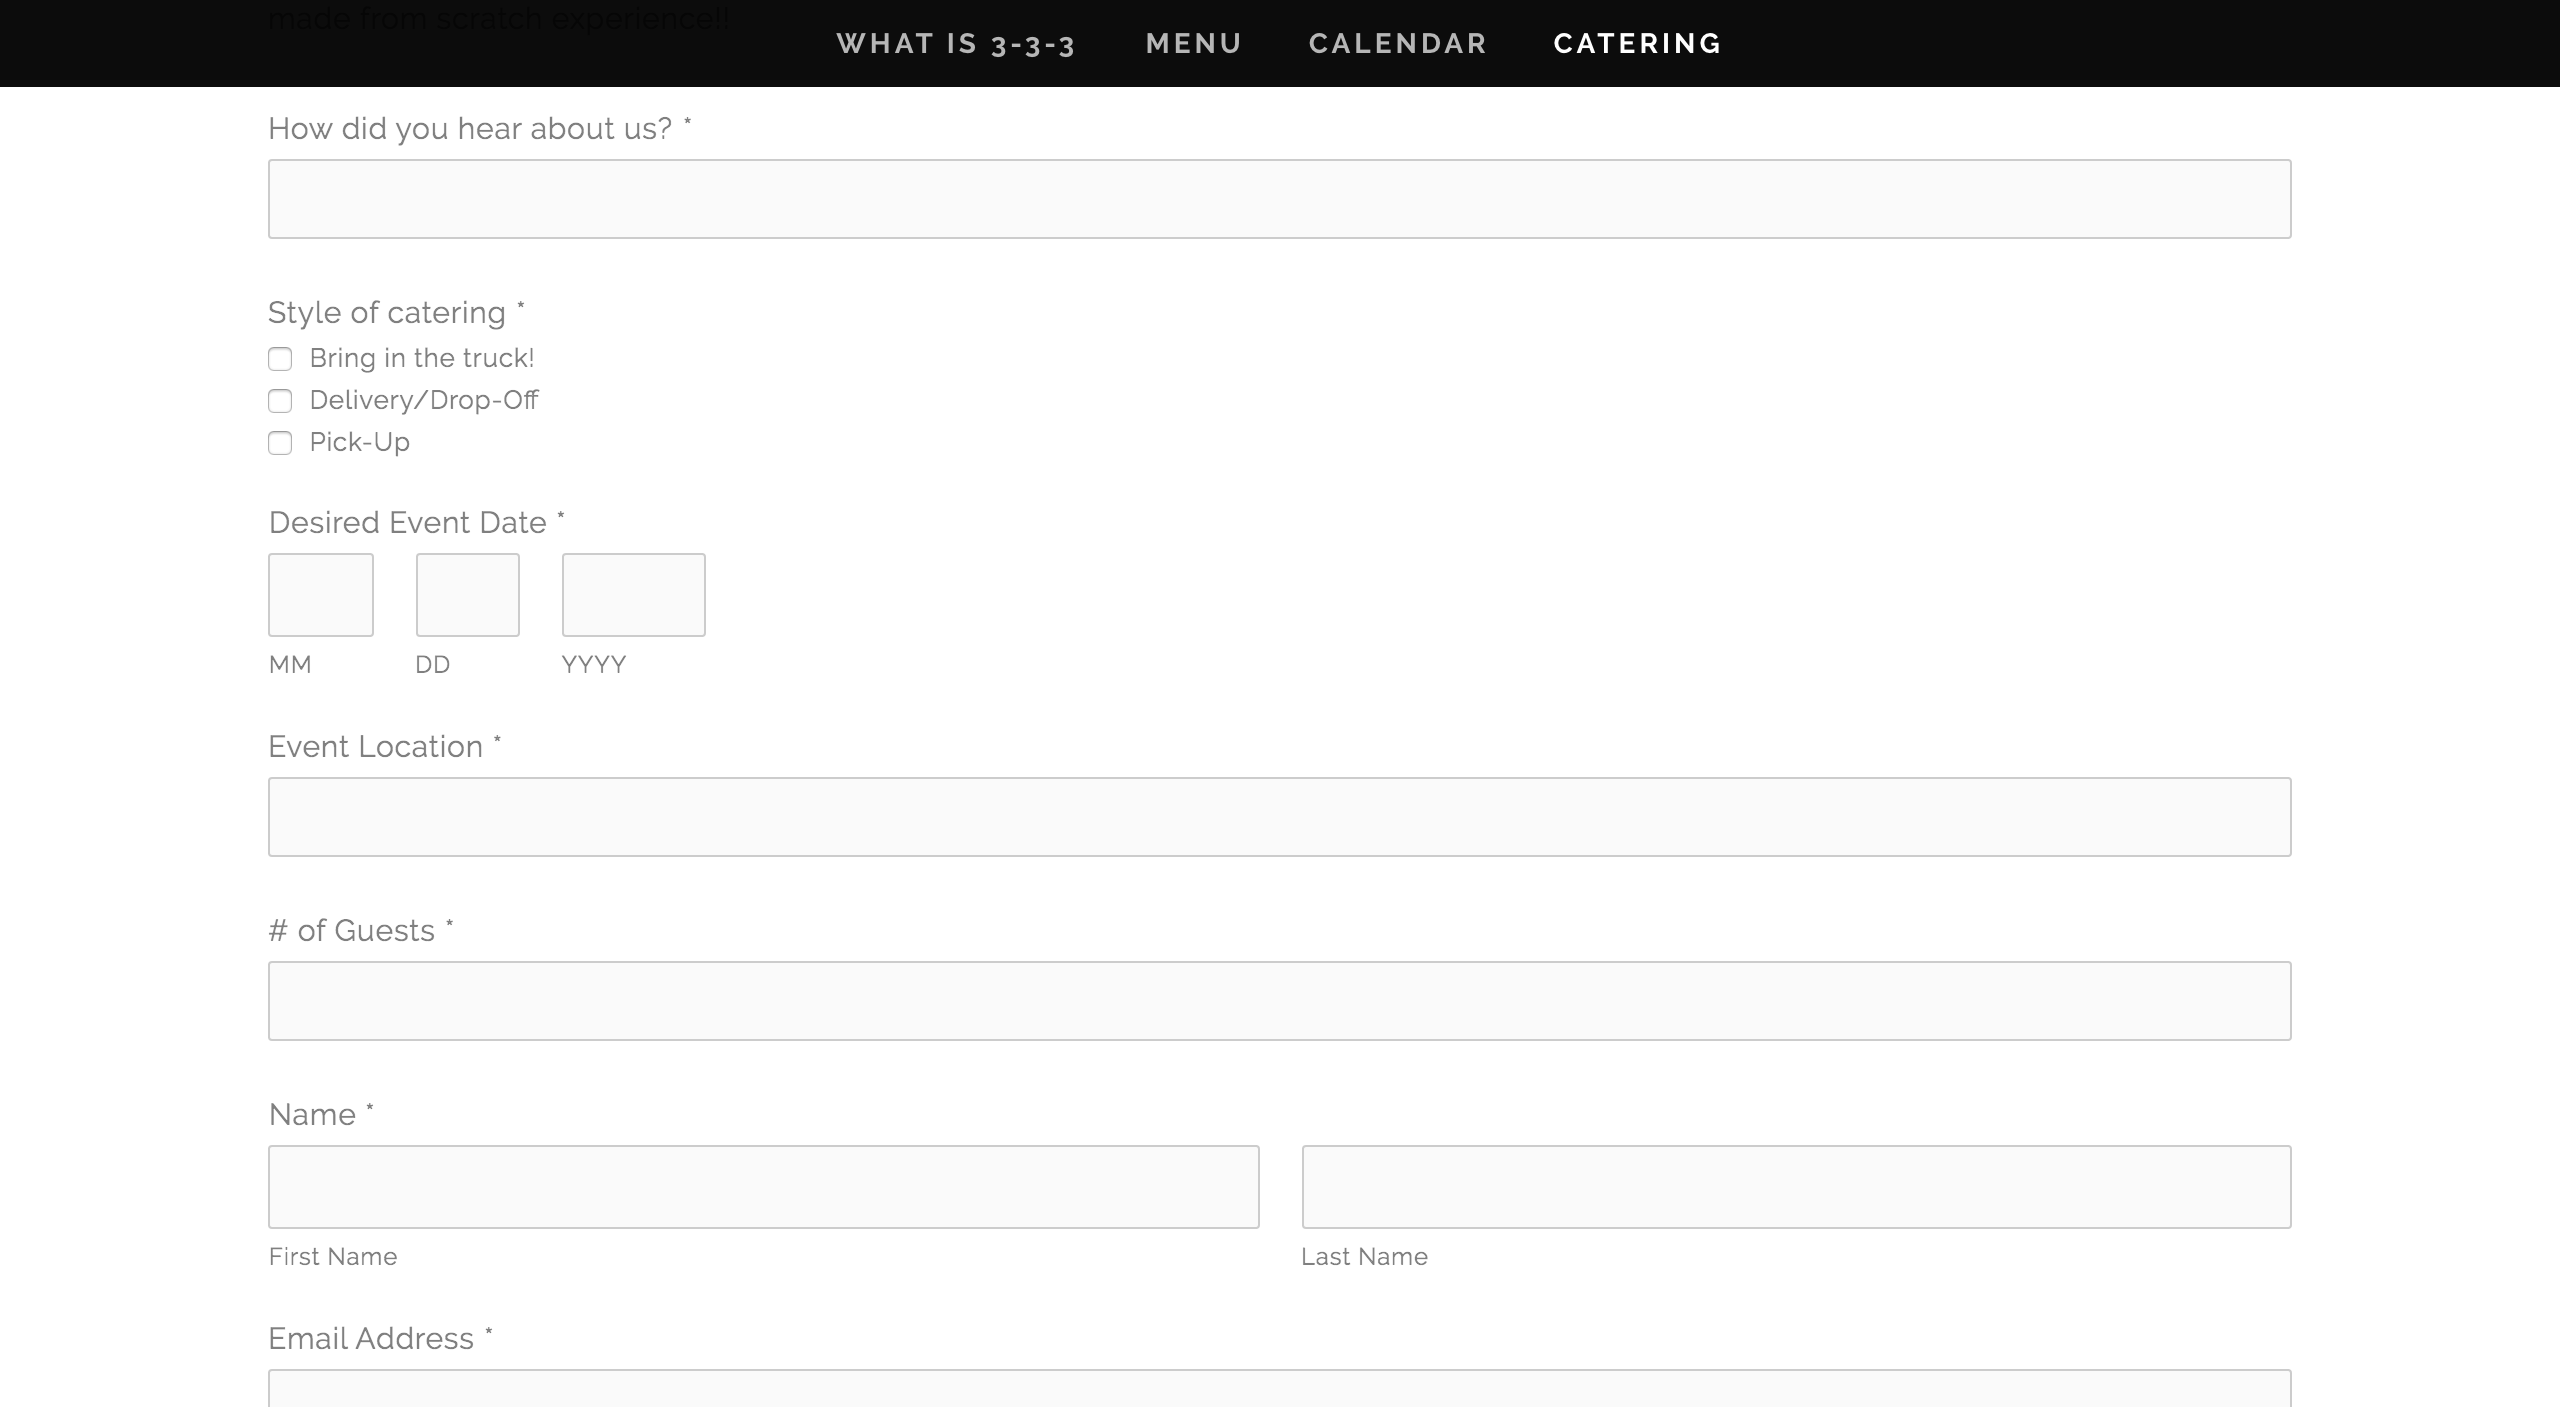 made from scratch experience!!
WHAT IS 3-3-3 MENU CALENDAR CATERING
How did you hear about us? *
Style of catering *
Bring in the truck!
Delivery/Drop-Off
Pick-Up
Desired Event Date *
MM DD YYYY
Event Location *
# of Guests *
Name *
First Name Last Name
Email Address *